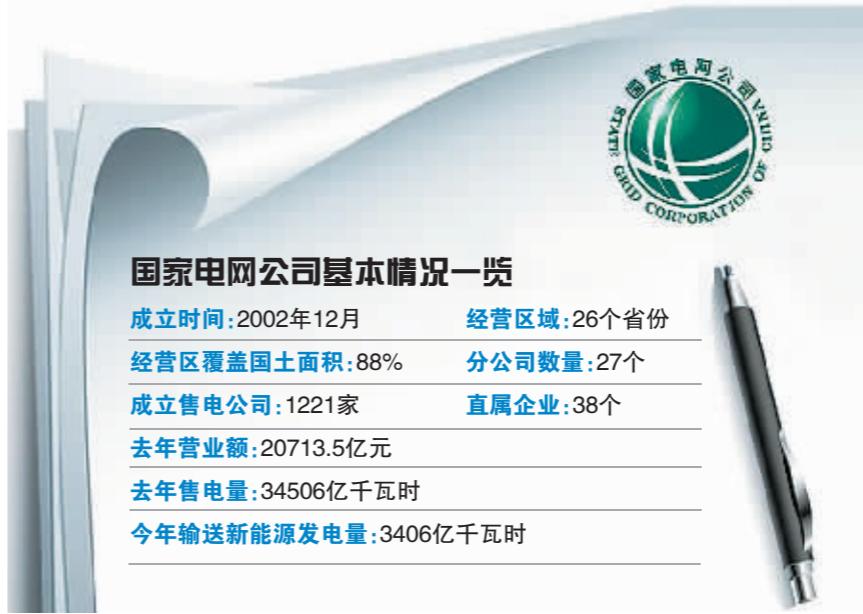 国家电网公司
STATE GRID CORPORATION OF CHINA
国家电网公司基本情况一览
成立时间:2002年12月 经营区域:26个省份
经营区覆盖国土面积:88% 分公司数量:27个
成立售电公司:1221家 直属企业:38个
去年营业额:20713.5亿元
去年售电量:34506亿千瓦时
今年输送新能源发电量:3406亿千瓦时